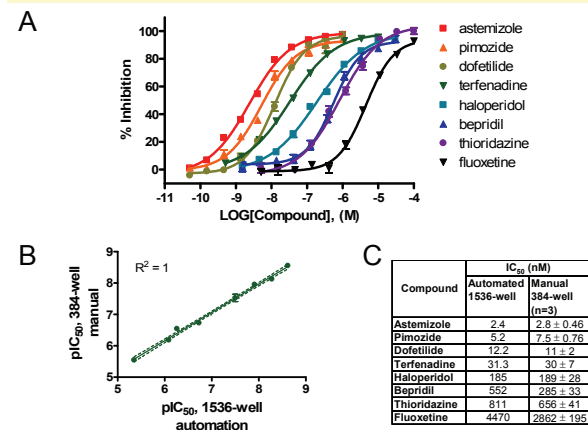 A
% Inhibition
100
80
60
40
20
0
-11 -10 -9 -8 -7 -6 -5 -4
LOG[Compound], (M)
astemizole
pimozide
dofetilide
terfenadine
haloperidol
bepridil
thioridazine
fluoxetine
B
pIC50, 384-well
manual
R² = 1
9
8
7
6
5
5 6 7 8 9
pIC50, 1536-well
automation
C
IC50 (nM)
Compound Automated 1536-well Manual 384-well (n=3)
Astemizole 2.4 2.8 ± 0.46
Pimozide 5.2 7.5 ± 0.76
Dofetilide 12.2 11 ± 2
Terfenadine 31.3 30 ± 7
Haloperidol 185 189 ± 28
Bepridil 552 285 ± 33
Thioridazine 811 656 ± 41
Fluoxetine 4470 2862 ± 195